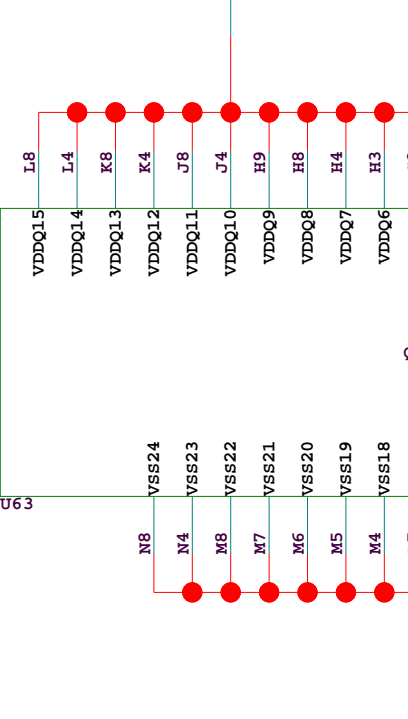 L8 L4 K8 K4 J8 J4 H9 H8 H4 H3
VDDQ15 VDDQ14 VDDQ13 VDDQ12 VDDQ11 VDDQ10 VDDQ9 VDDQ8 VDDQ7 VDDQ6
VSS24 VSS23 VSS22 VSS21 VSS20 VSS19 VSS18
U63
N8 N4 M8 M7 M6 M5 M4